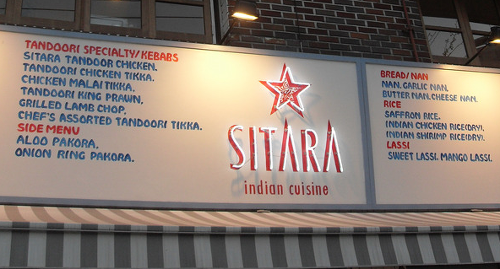 TANDOORI SPECIALTY/KEBABS
SITARA TANDOOR CHICKEN.
TANDOORI CHICKEN TIKKA.
CHICKEN MALAI TIKKA,
TANDOORI KING PRAWN,
GRILLED LAMB CHOP,
CHEF'S ASSORTED TANDOORI TIKKA.
SIDE MENU
ALOO PAKORA,
ONION RING PAKORA.
SITARA
indian cuisine
BREAD/NAN
NAN. GARLIC NAN,
BUTTER NAN.CHEESE NAN.
RICE
SAFFRON RICE.
INDIAN CHICKEN RICE(DRY).
INDIAN SHIRIMP RICE(DRY).
LASSI
SWEET LASSI. MANGO LASSI.